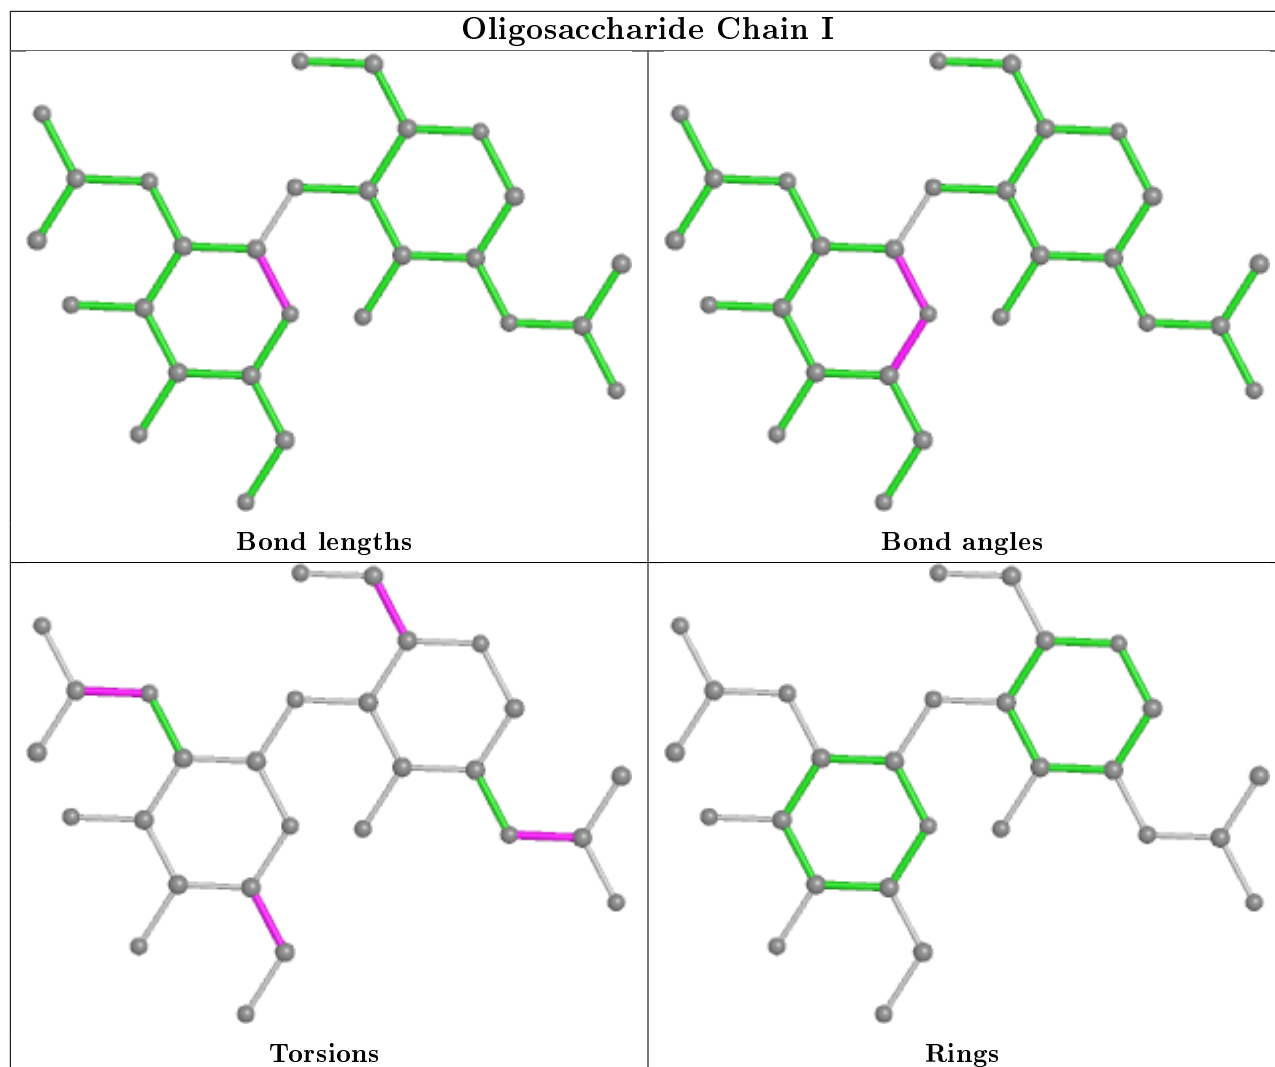 Oligosaccharide Chain I
Bond lengths
Bond angles
Torsions
Rings